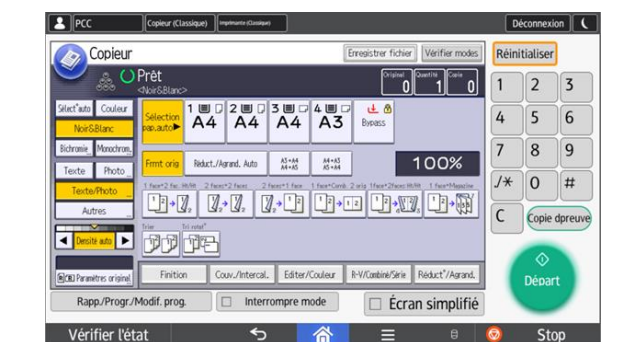 PCC
Copieur (Classique)
Imprimante (Classique)
Déconnexion
Copieur
Enregistrer fichier
Vérifier modes
Réinitialiser
Prêt
<Noir&Blanc>
Original
Quantité
Copie
0
1
0
1
2
3
Sélect°auto
Couleur
Noir&Blanc
Sélection
pap.auto►
1
A4
2
A4
3
A4
4
A3
Bypass
4
5
6
Bichromie
Monochrom.
Texte
Photo
Texte/Photo
Autres
Frmt orig
Réduct./Agrand. Auto
A3→A4
A4→A5
A4→A3
A5→A4
100%
7
8
9
./*
0
#
C
Copie dpreuve
Trier
Tri rotat°
Densité auto
Paramètres original
Finition
Couv./Intercal.
Editer/Couleur
R-V/Combiné/Série
Réduct°/Agrand.
Départ
Rapp./Progr./Modif. prog.
Interrompre mode
Écran simplifié
Vérifier l'état
Stop